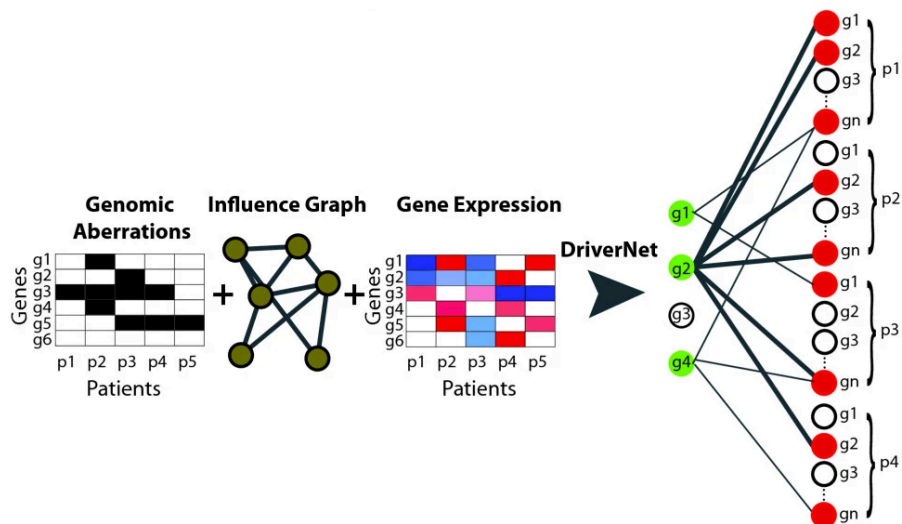 Genomic
Aberrations
Genes
g1
g2
g3
g4
g5
g6
p1 p2 p3 p4 p5
Patients
+
Influence Graph
+
Gene Expression
g1
g2
g3
g4
g5
g6
p1 p2 p3 p4 p5
Patients
DriverNet
g1
g2
g3
g4
g1
g2
g3
gn
p1
g1
g2
g3
gn
p2
g1
g2
g3
gn
p3
g1
g2
g3
gn
p4